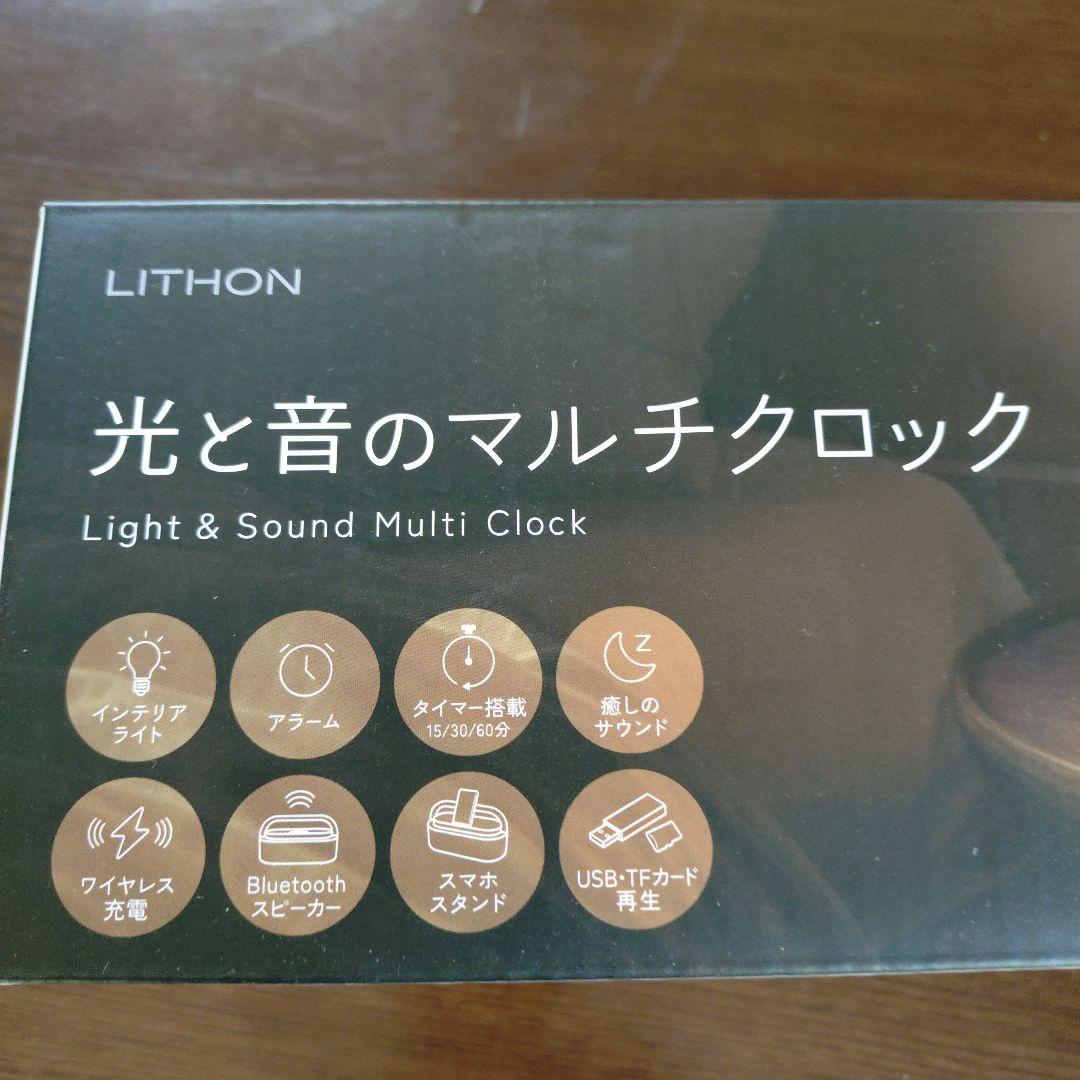 LITHON
光と音のマルチクロック
Light & Sound Multi Clock
インテリア
ライト
アラーム
タイマー搭載
15/30/60分
Z
癒しの
サウンド
ワイヤレス
充電
Bluetooth
スピーカー
スマホ
スタンド
USB・TFカード
再生